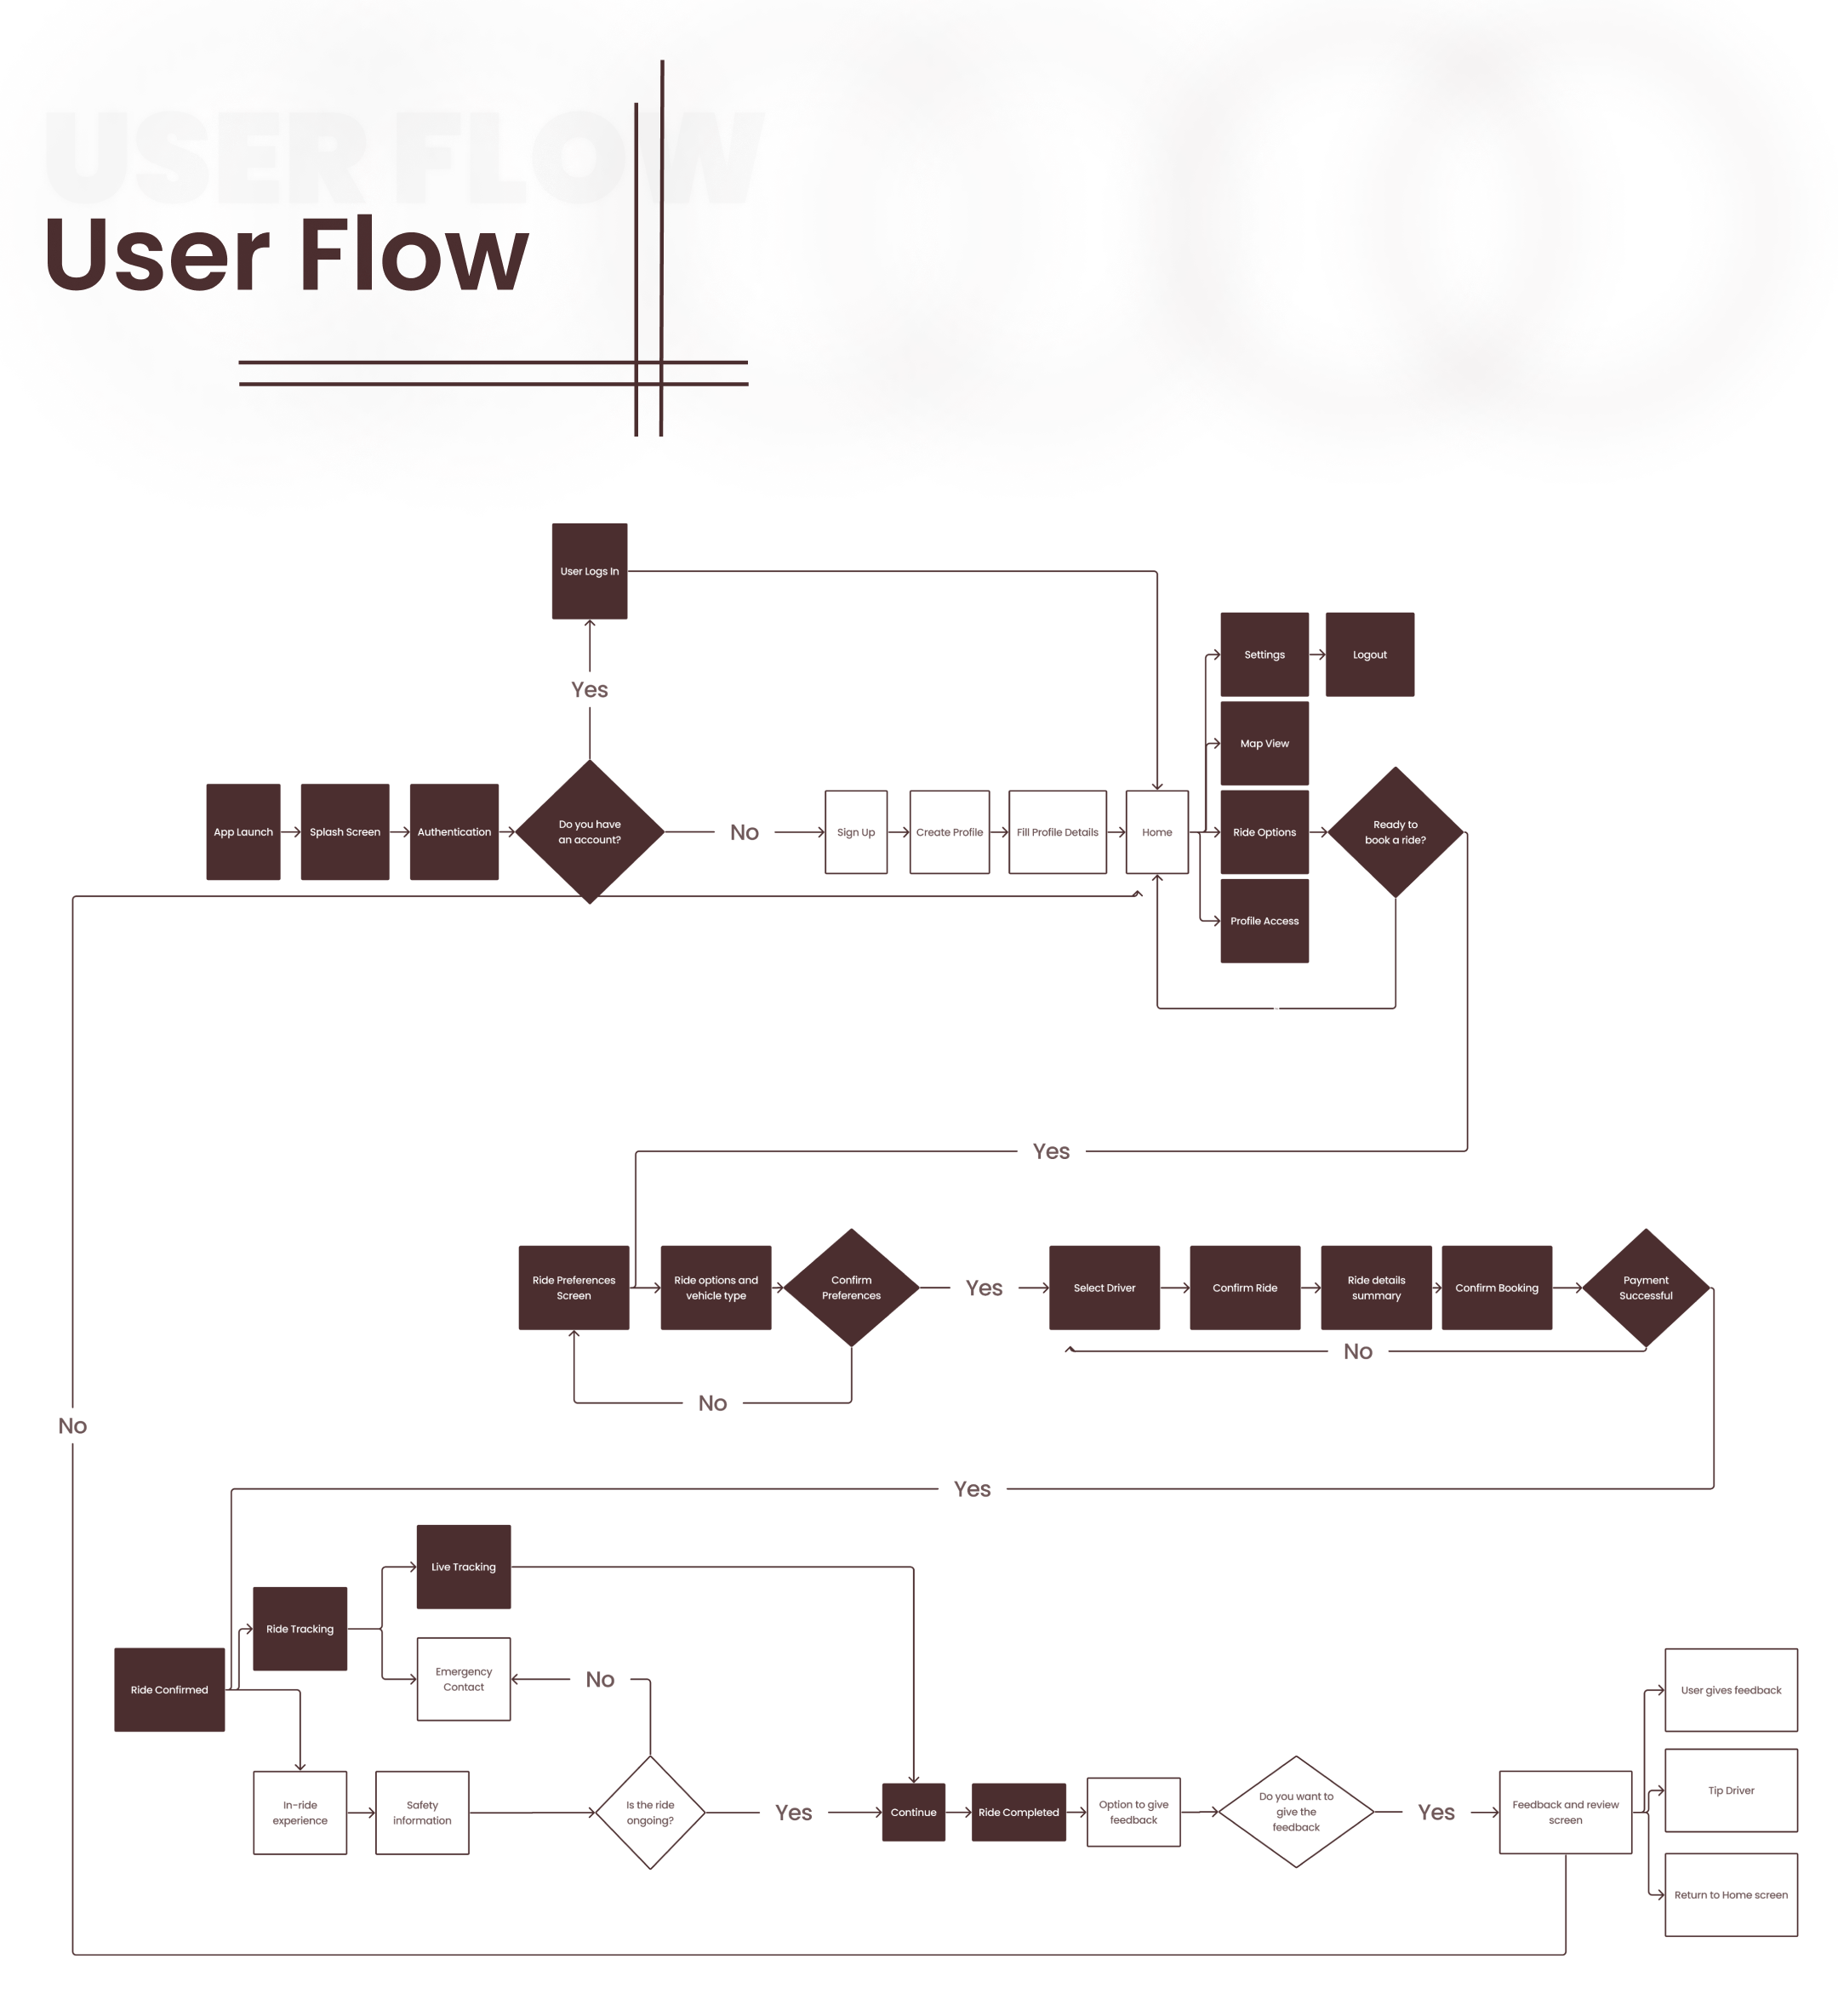 USER FLOW
User Flow
User Logs In
Yes
Settings
Logout
Map View
App Launch
Splash Screen
Authentication
Do you have
an account?
No
Sign Up
Create Profile
Fill Profile Details
Home
Ride Options
Ready to
book a ride?
Profile Access
Yes
Ride Preferences
Screen
Ride options and
vehicle type
Confirm
Preferences
Yes
Select Driver
Confirm Ride
Ride details
summary
Confirm Booking
Payment
Successful
No
No
No
Yes
Live Tracking
Ride Tracking
Emergency
Contact
No
Ride Confirmed
User gives feedback
In-ride
experience
Safety
information
Is the ride
ongoing?
Yes
Continue
Ride Completed
Option to give
feedback
Do you want to
give the
feedback
Yes
Feedback and review
screen
Tip Driver
Return to Home screen